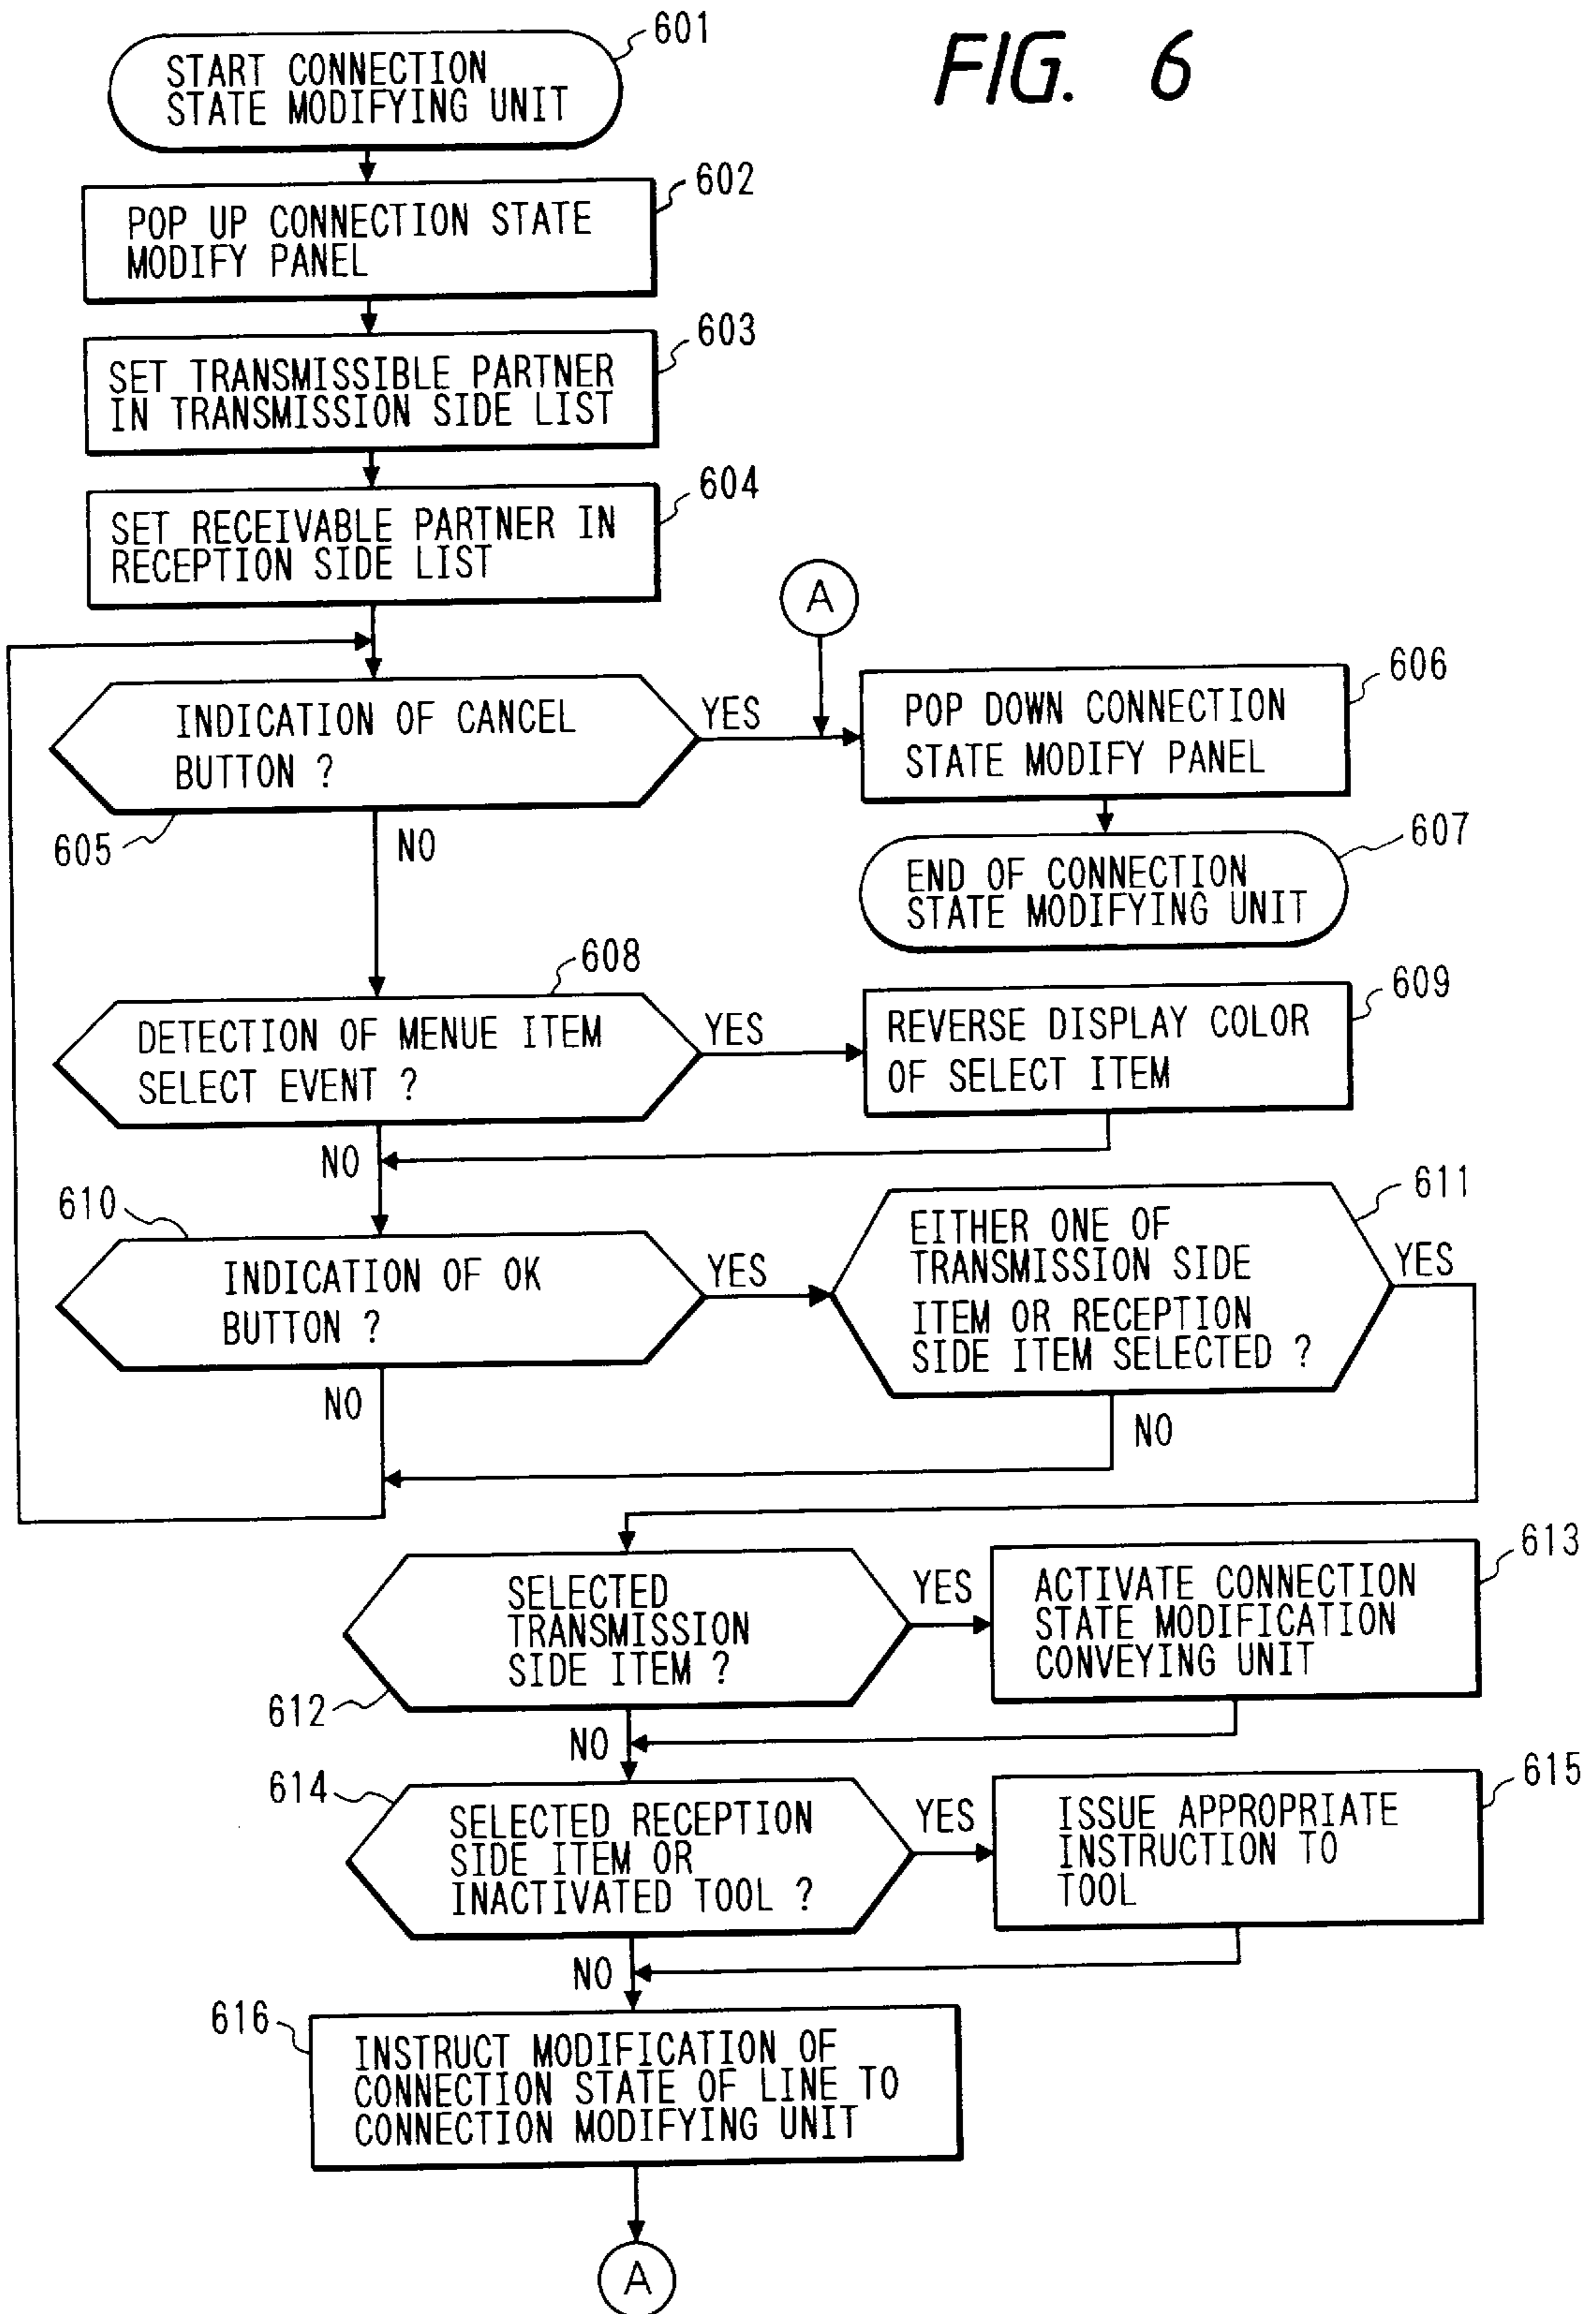 FIG. 6
601
START CONNECTION
STATE MODIFYING UNIT
602
POP UP CONNECTION STATE
MODIFY PANEL
603
SET TRANSMISSIBLE PARTNER
IN TRANSMISSION SIDE LIST
604
SET RECEIVABLE PARTNER IN
RECEPTION SIDE LIST
A
605
INDICATION OF CANCEL
BUTTON ?
YES
NO
606
POP DOWN CONNECTION
STATE MODIFY PANEL
607
END OF CONNECTION
STATE MODIFYING UNIT
608
DETECTION OF MENUE ITEM
SELECT EVENT ?
YES
NO
609
REVERSE DISPLAY COLOR
OF SELECT ITEM
610
INDICATION OF OK
BUTTON ?
YES
NO
611
EITHER ONE OF
TRANSMISSION SIDE
ITEM OR RECEPTION
SIDE ITEM SELECTED ?
YES
NO
612
SELECTED
TRANSMISSION
SIDE ITEM ?
YES
NO
613
ACTIVATE CONNECTION
STATE MODIFICATION
CONVEYING UNIT
614
SELECTED RECEPTION
SIDE ITEM OR
INACTIVATED TOOL ?
YES
NO
615
ISSUE APPROPRIATE
INSTRUCTION TO
TOOL
616
INSTRUCT MODIFICATION OF
CONNECTION STATE OF LINE TO
CONNECTION MODIFYING UNIT
A